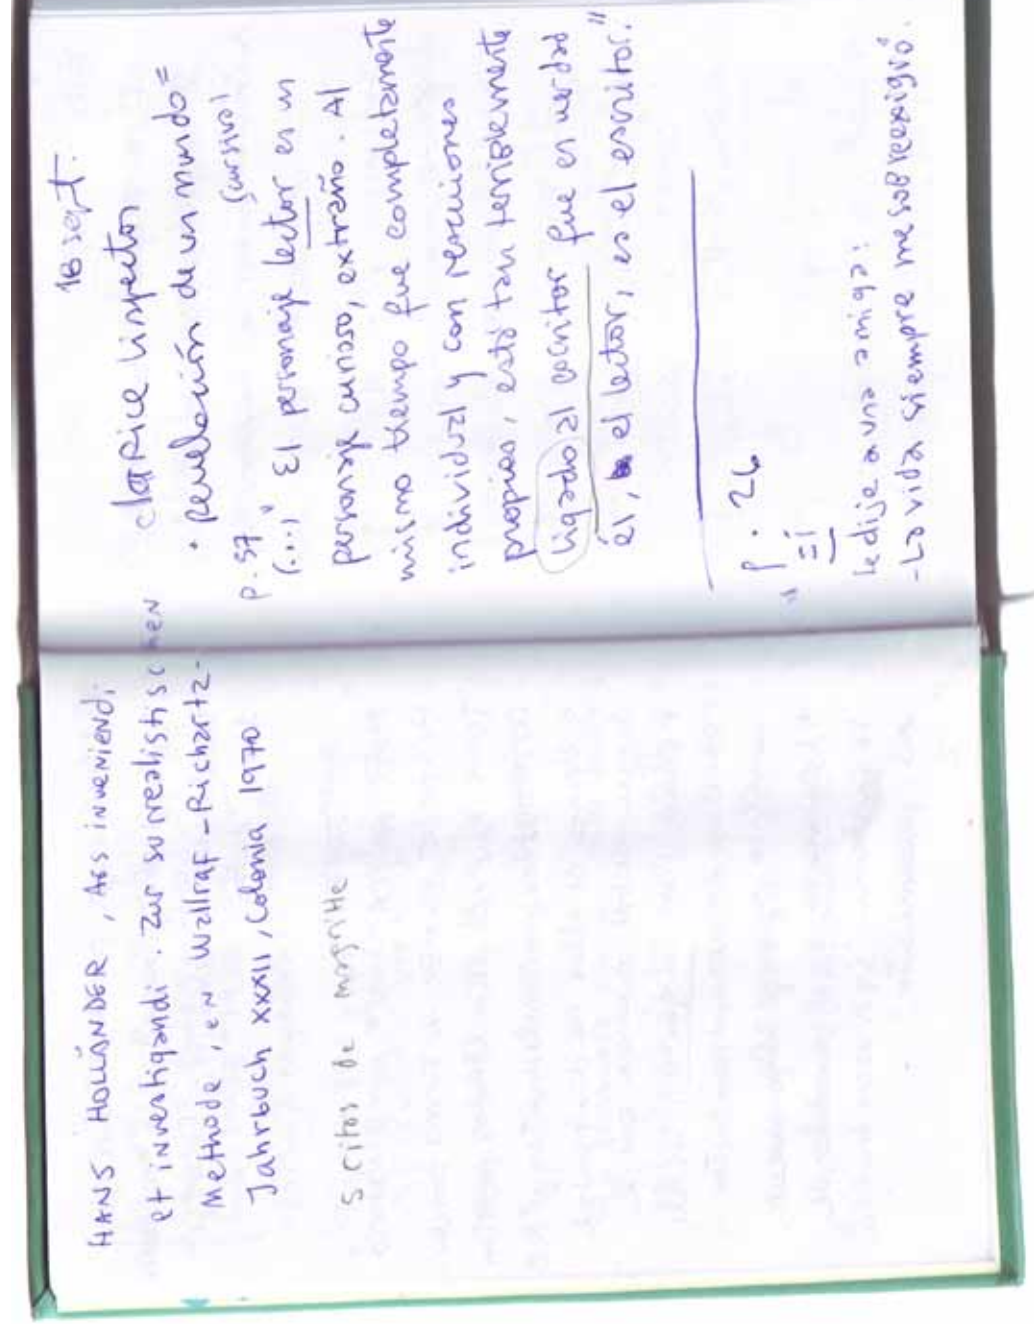 HANS HOLLÄNDER, Ars inveniendi
et investigandi. Zur surrealistischen
Methode, en Wallraf-Richartz-
Jahrbuch XXXII, Colonia 1970.
5 citas de Magritte
18 sept.
clarice lispector
• revelación de un mundo =
p. 57 cursiva!
(...) "El personaje lector es un
personaje curioso, extraño. Al
mismo tiempo que completamente
individual y con reacciones
propias, está tan terriblemente
ligado al escritor que en verdad
él, el lector, es el escritor."
p. 26
" =i
le dije a una amiga:
-La vida siempre me sobreexigió.